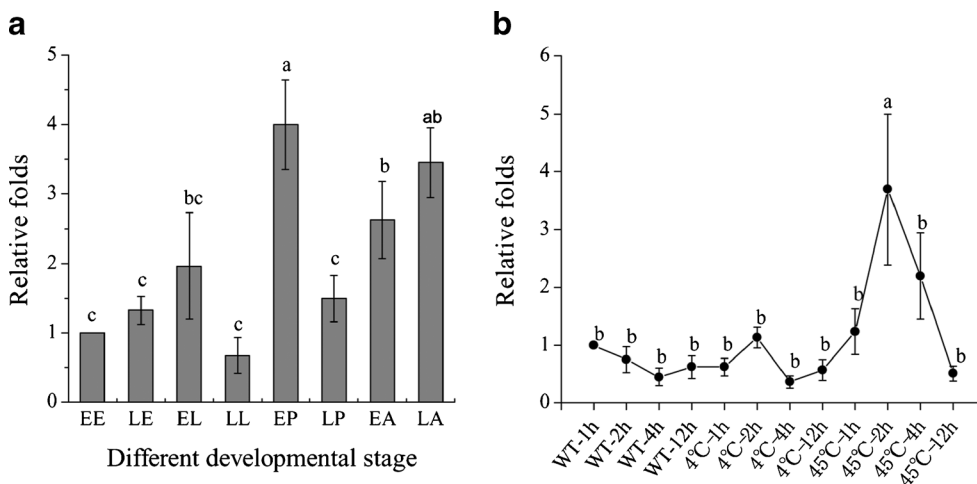 a
5
4
3
2
1
0
Relative folds
c
c
bc
c
a
c
b
ab
EE LE EL LL EP LP EA LA
Different developmental stage
b
6
5
4
3
2
1
0
Relative folds
b
b
b
b
b
b
b
b
b
a
b
b
WT-1h
WT-2h
WT-4h
WT-12h
4℃-1h
4℃-2h
4℃-4h
4℃-12h
45℃-1h
45℃-2h
45℃-4h
45℃-12h